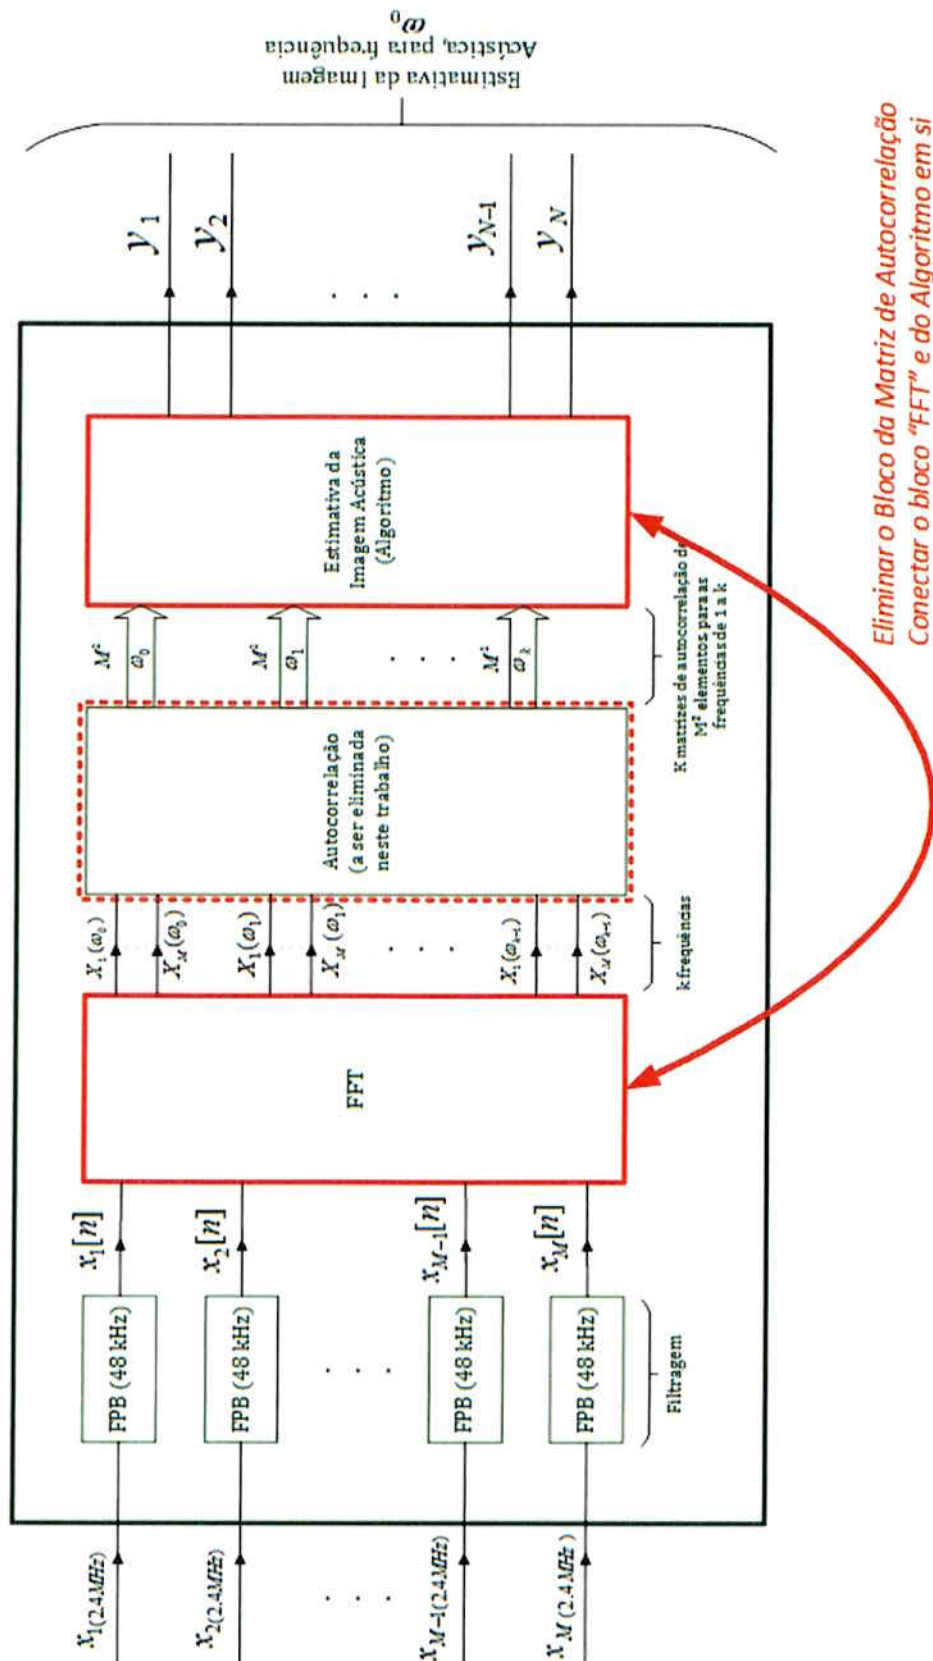 x1(2.4MHz)
x2(2.4MHz)
. . .
xM−1(2.4MHz)
xM(2.4MHz)
FPB (48 kHz)
FPB (48 kHz)
. . .
FPB (48 kHz)
FPB (48 kHz)
Filtragem
x1[n]
x2[n]
xM−1[n]
xM[n]
FFT
X1(ω0)
XM(ω0)
X1(ω1)
XM(ω1)
. . .
X1(ωk−1)
XM(ωk−1)
k frequências
Autocorrelação
(a ser eliminada
neste trabalho)
M²
ω0
M²
ω1
. . .
M²
ωk
K matrizes de autocorrelação de
M² elementos para as
frequências de 1 a k
Estimativa da
Imagem Acústica
(Algoritmo)
y1
y2
. . .
yN−1
yN
Estimativa da Imagem
Acústica, para frequência
ω0
Eliminar o Bloco da Matriz de Autocorrelação
Conectar o bloco “FFT” e do Algoritmo em si